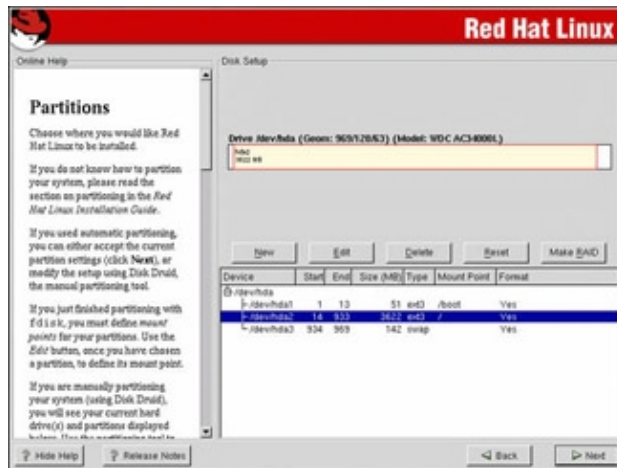 Red Hat Linux
Online Help
Partitions
Choose where you would like Red
Hat Linux to be installed.
If you do not know how to partition
your system, please read the
section on partitioning in the Red
Hat Linux Installation Guide.
If you used automatic partitioning,
you can either accept the current
partition settings (click Next), or
modify the setup using Disk Druid,
the manual partitioning tool.
If you just finished partitioning with
fdisk, you must define mount
points for your partitions. Use the
Edit button, once you have chosen
a partition, to define its mount point.
If you are manually partitioning
your system (using Disk Druid),
you will see your current hard
drive(s) and partitions displayed
below. Use the partitioning tool to
Disk Setup
Drive /dev/hda (Geom: 969/128/63) (Model: WDC AC34000L)
hda2
3622 MB
New Edit Delete Reset Make RAID
Device Start End Size (MB) Type Mount Point Format
/dev/hda
/dev/hda1 1 13 51 ext3 /boot Yes
/dev/hda2 14 933 3622 ext3 / Yes
/dev/hda3 934 969 142 swap Yes
Hide Help Release Notes Back Next